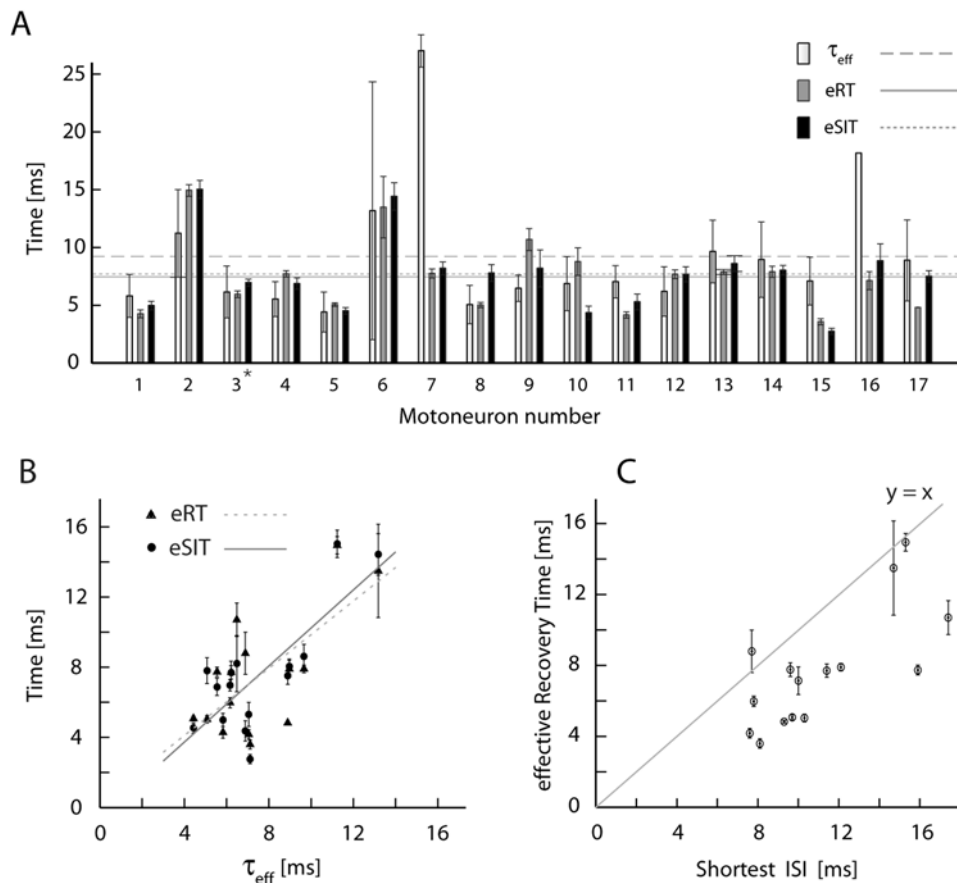 A
τeff
eRT
eSIT
Time [ms]
25
20
15
10
5
0
1 2 3* 4 5 6 7 8 9 10 11 12 13 14 15 16 17
Motoneuron number
B
eRT
eSIT
Time [ms]
16
12
8
4
0
0 4 8 12 16
τeff [ms]
C
y = x
effective Recovery Time [ms]
16
12
8
4
0
0 4 8 12 16
Shortest ISI [ms]